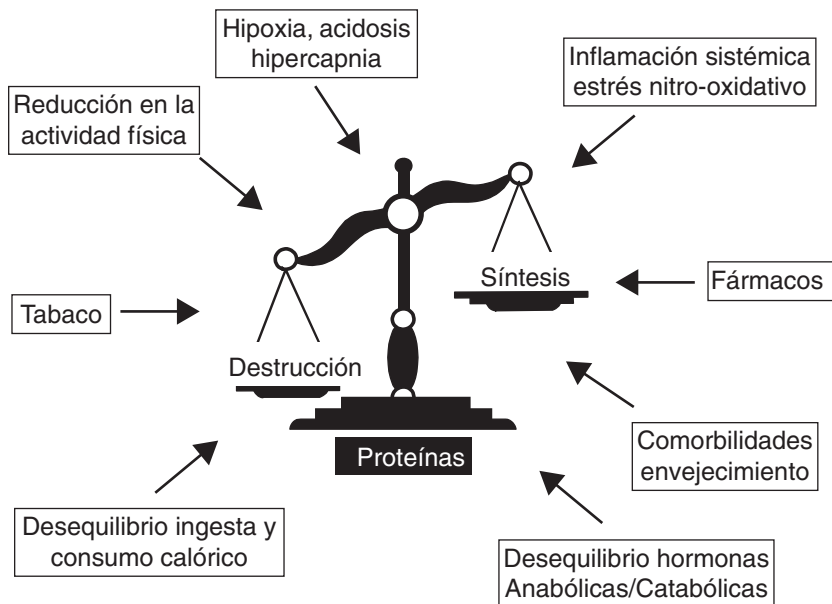 Hipoxia, acidosis
hipercapnia
Inflamación sistémica
estrés nitro-oxidativo
Reducción en la
actividad física
Síntesis
Fármacos
Tabaco
Destrucción
Comorbilidades
envejecimiento
Proteínas
Desequilibrio ingesta y
consumo calórico
Desequilibrio hormonas
Anabólicas/Catabólicas